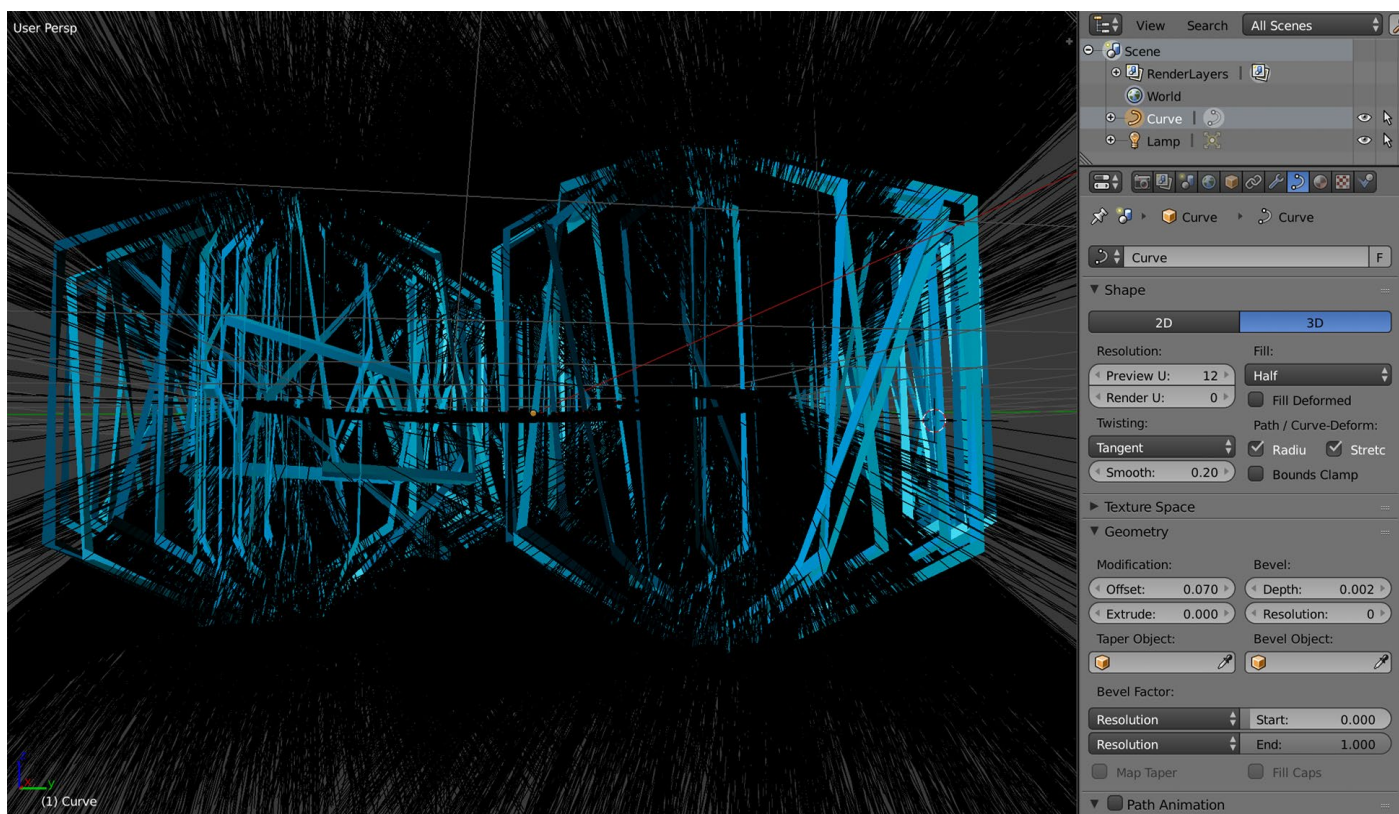 User Persp
View Search All Scenes
Scene
RenderLayers
World
Curve
Lamp
Curve Curve
Curve F
Shape
2D 3D
Resolution: Fill:
Preview U: 12 Half
Render U: 0 Fill Deformed
Twisting: Path / Curve-Deform:
Tangent Radiu Stretc
Smooth: 0.20 Bounds Clamp
Texture Space
Geometry
Modification: Bevel:
Offset: 0.070 Depth: 0.002
Extrude: 0.000 Resolution: 0
Taper Object: Bevel Object:
Bevel Factor:
Resolution Start: 0.000
Resolution End: 1.000
Map Taper Fill Caps
Path Animation
y
(1) Curve